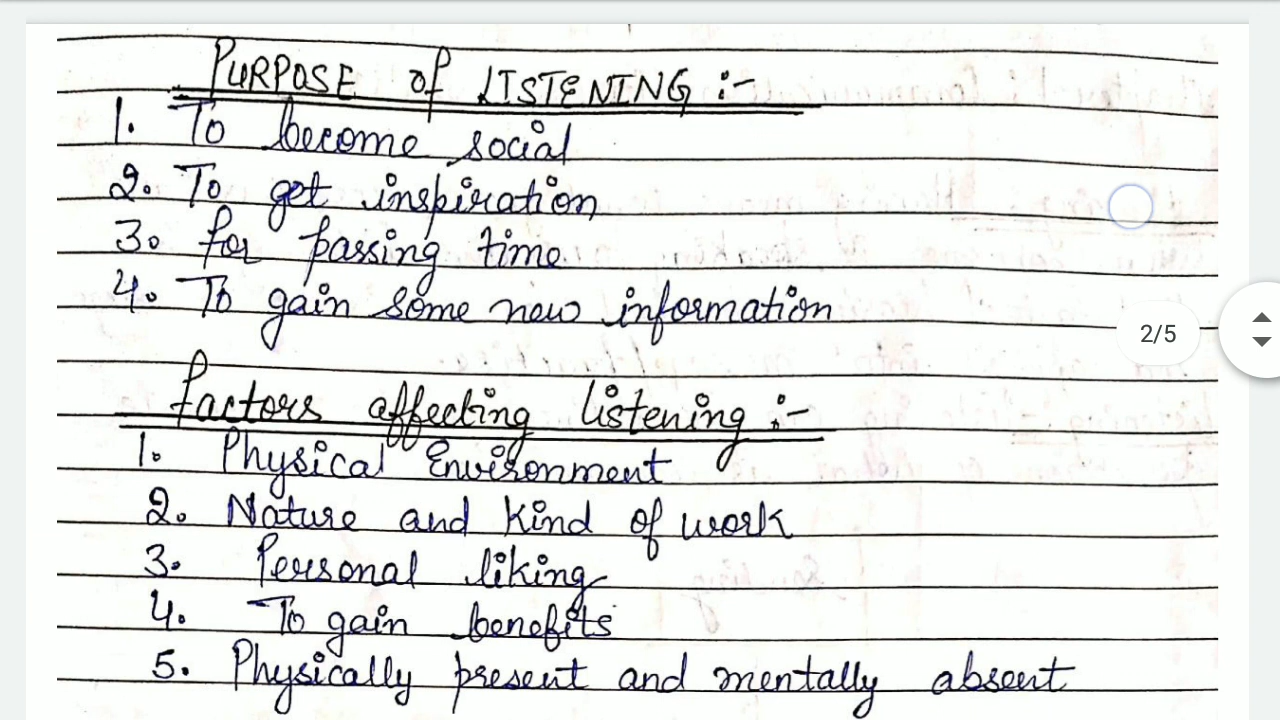 PURPOSE of LISTENING :-
1. To become social
2. To get inspiration
3. for passing time
4. To gain some new information
2/5
factors affecting listening :-
1. Physical Environment
2. Nature and kind of work
3. Personal liking
4. To gain benefits
5. Physically present and mentally absent